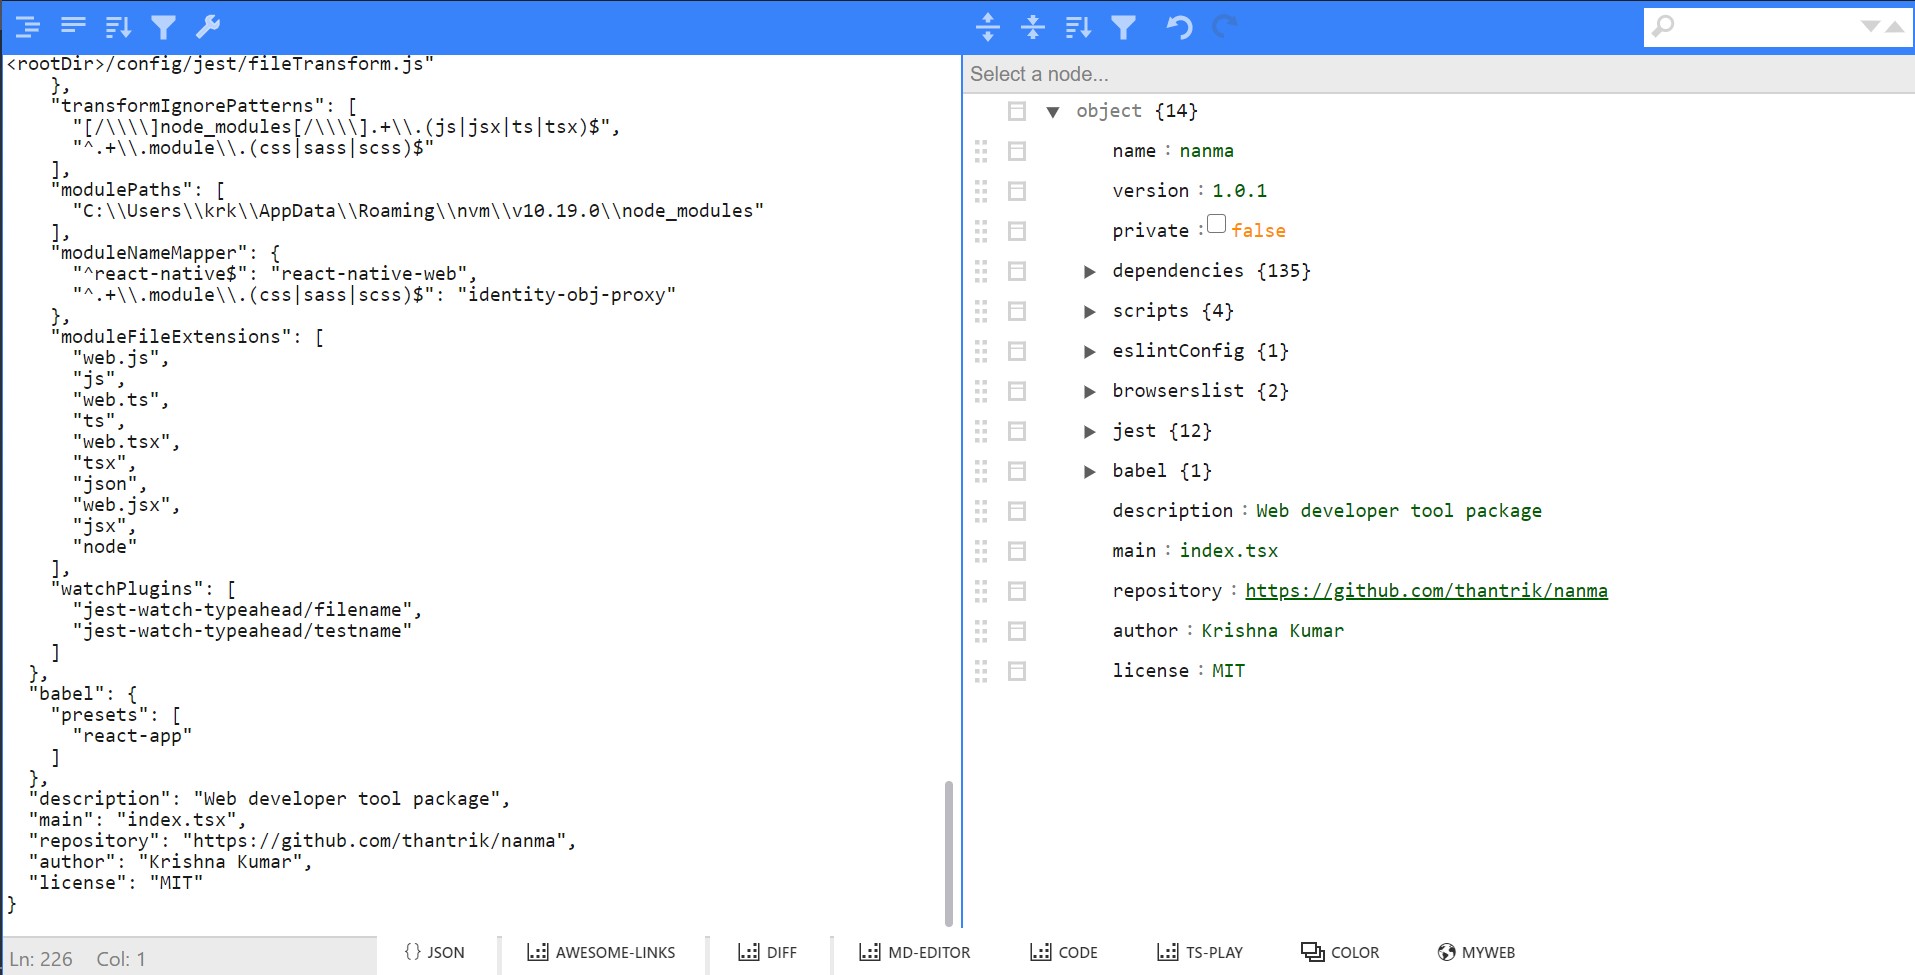 <rootDir>/config/jest/fileTransform.js"
    },
    "transformIgnorePatterns": [
      "[/\\\\]node_modules[/\\\\].+\\.(js|jsx|ts|tsx)$",
      "^.+\\.module\\.(css|sass|scss)$"
    ],
    "modulePaths": [
      "C:\\Users\\krk\\AppData\\Roaming\\nvm\\v10.19.0\\node_modules"
    ],
    "moduleNameMapper": {
      "^react-native$": "react-native-web",
      "^.+\\.module\\.(css|sass|scss)$": "identity-obj-proxy"
    },
    "moduleFileExtensions": [
      "web.js",
      "js",
      "web.ts",
      "ts",
      "web.tsx",
      "tsx",
      "json",
      "web.jsx",
      "jsx",
      "node"
    ],
    "watchPlugins": [
      "jest-watch-typeahead/filename",
      "jest-watch-typeahead/testname"
    ]
  },
  "babel": {
    "presets": [
      "react-app"
    ]
  },
  "description": "Web developer tool package",
  "main": "index.tsx",
  "repository": "https://github.com/thantrik/nanma",
  "author": "Krishna Kumar",
  "license": "MIT"
}
Ln: 226 Col: 1
Select a node...
object {14}
name : nanma
version : 1.0.1
private : false
dependencies {135}
scripts {4}
eslintConfig {1}
browserslist {2}
jest {12}
babel {1}
description : Web developer tool package
main : index.tsx
repository : https://github.com/thantrik/nanma
author : Krishna Kumar
license : MIT
{} JSON AWESOME-LINKS DIFF MD-EDITOR CODE TS-PLAY COLOR MYWEB